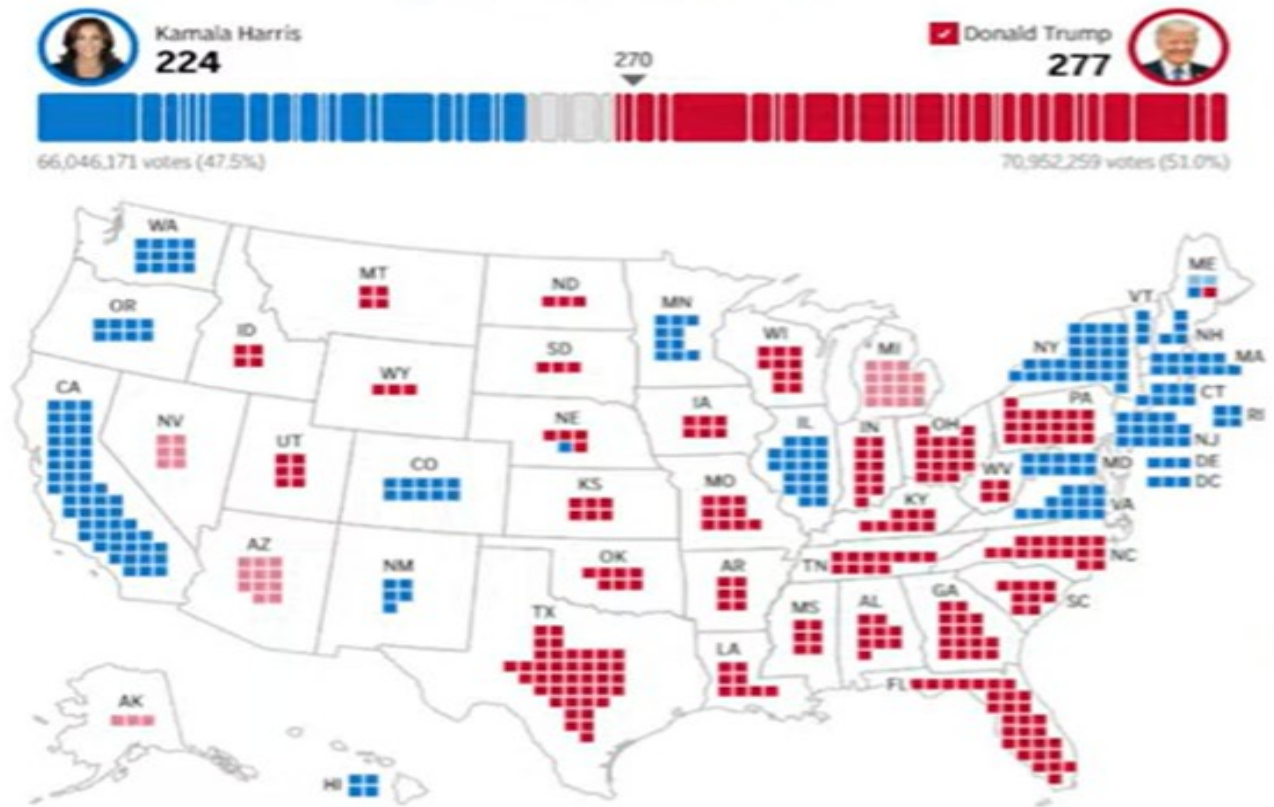 Kamala Harris
224
270
Donald Trump
277
66,046,171 votes (47.5%)
70,952,259 votes (51.0%)
WA
MT
ND
MN
ME
VT
OR
ID
SD
WI
MI
NY
NH
MA
WY
CT
CA
NV
UT
NE
IA
IL
IN
OH
PA
RI
NJ
CO
KS
MO
WV
MD
DE
DC
KY
VA
AZ
NM
OK
AR
TN
NC
TX
MS
AL
GA
SC
LA
FL
AK
HI